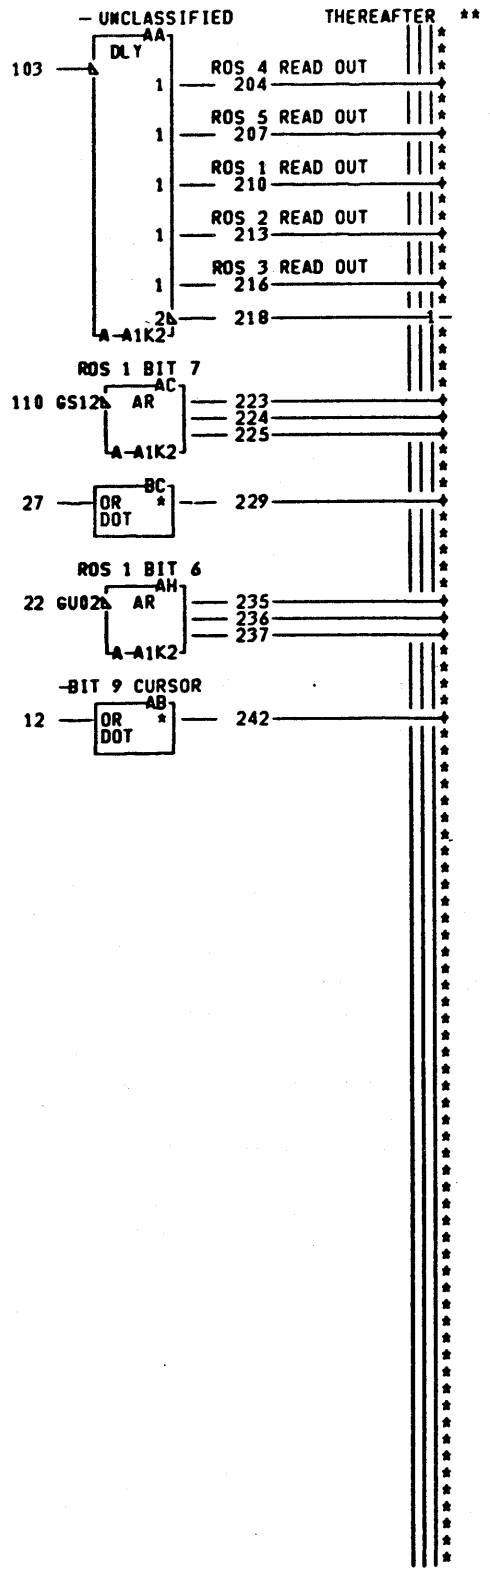 - UNCLASSIFIED THEREAFTER **
AA
DLY
103
ROS 4 READ OUT
1 204
ROS 5 READ OUT
1 207
ROS 1 READ OUT
1 210
ROS 2 READ OUT
1 213
ROS 3 READ OUT
1 216
2 218 1
A-A1K2
ROS 1 BIT 7
AC
110 GS12 AR 223
224
225
A-A1K2
BC
27 OR * 229
DOT
ROS 1 BIT 6
AH
22 GU02 AR 235
236
237
A-A1K2
-BIT 9 CURSOR
AB
12 OR * 242
DOT